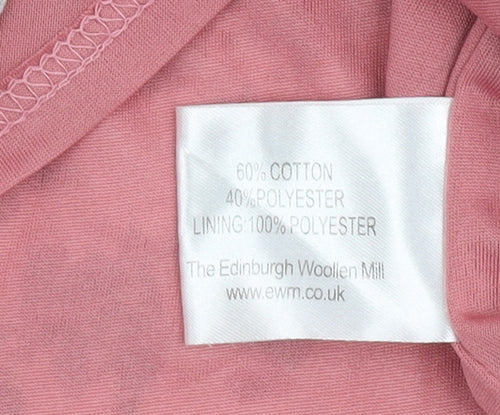 60% COTTON
40%POLYESTER
LINING:100% POLYESTER
The Edinburgh Woollen Mill
www.ewm.co.uk